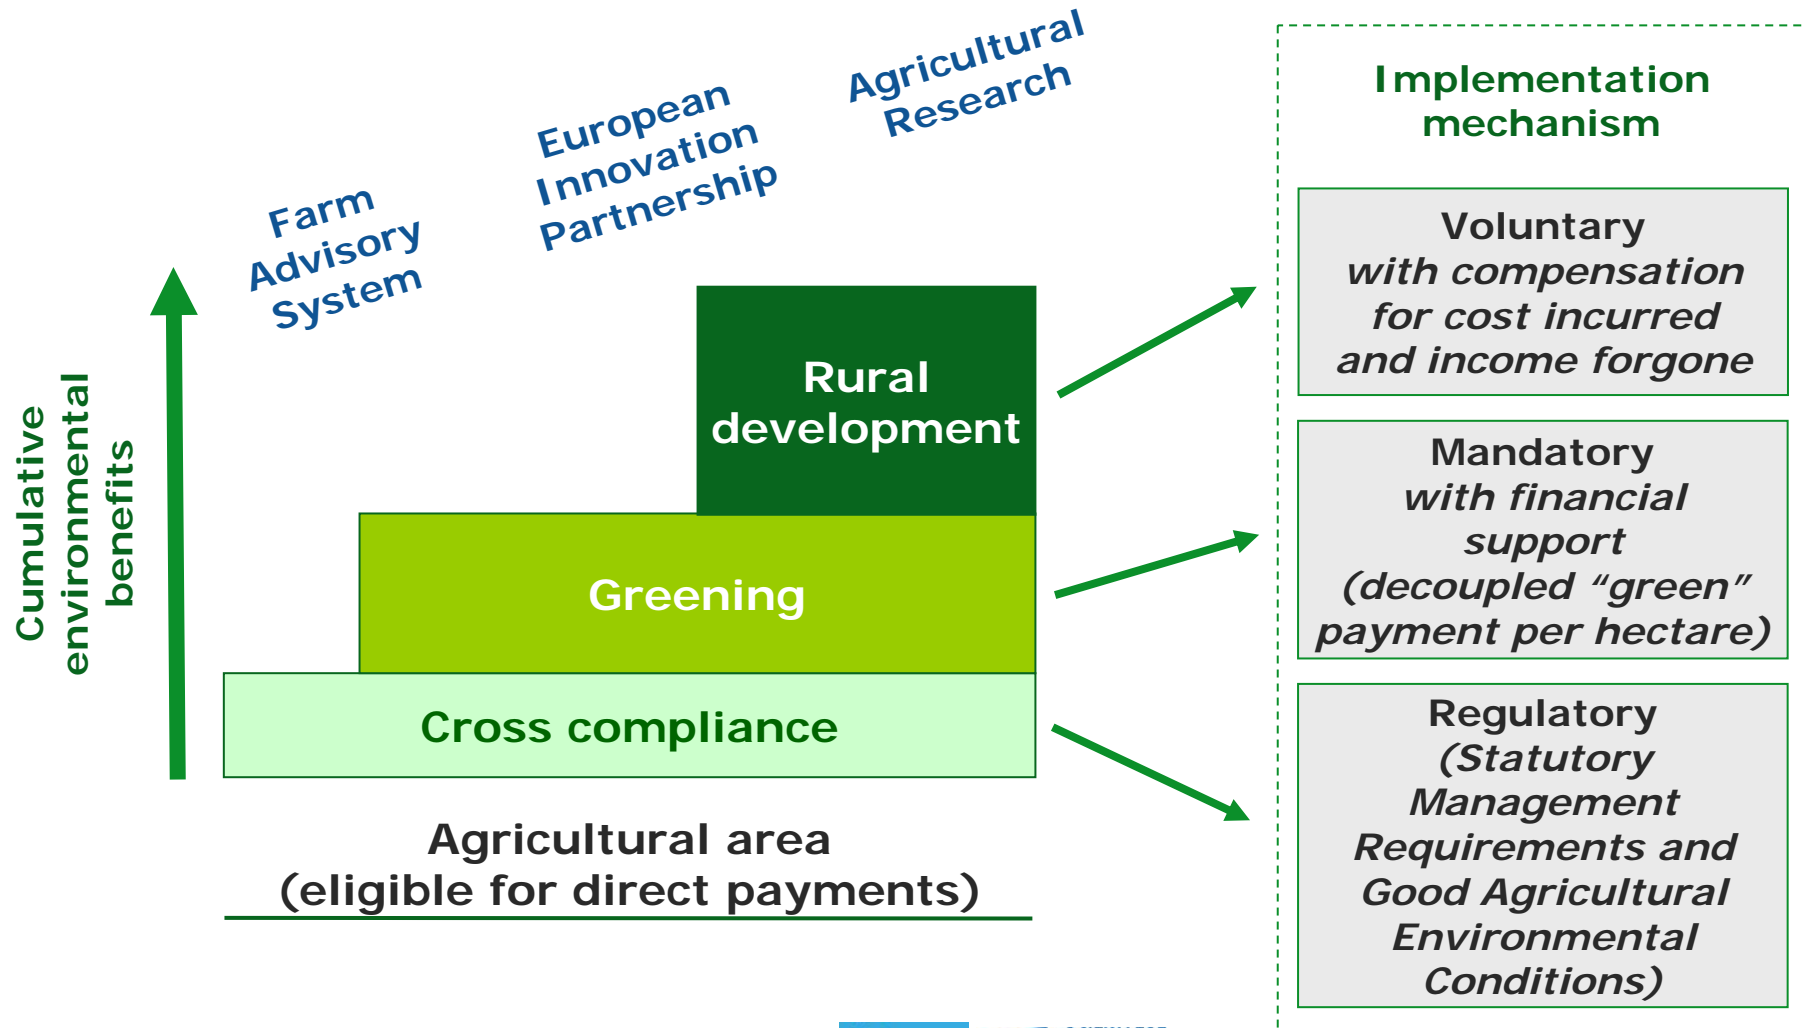 Agricultural
Research
European
Innovation
Partnership
Farm
Advisory
System
Cumulative
environmental
benefits
Rural
development
Greening
Cross compliance
Agricultural area
(eligible for direct payments)
Implementation
mechanism
Voluntary
with compensation
for cost incurred
and income forgone
Mandatory
with financial
support
(decoupled “green”
payment per hectare)
Regulatory
(Statutory
Management
Requirements and
Good Agricultural
Environmental
Conditions)